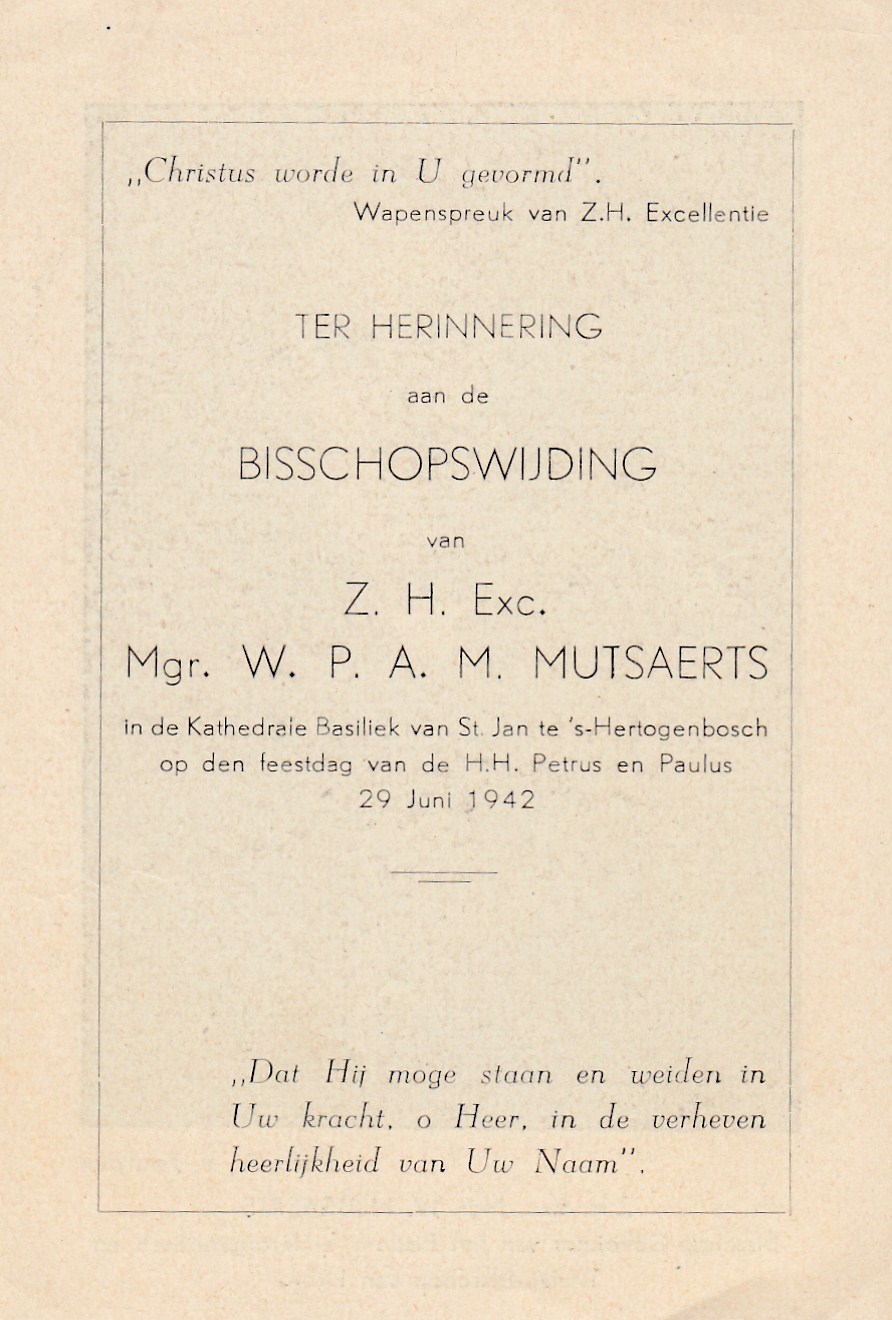 „Christus worde in U gevormd".
Wapenspreuk van Z.H. Excellentie
TER HERINNERING
aan de
BISSCHOPSWIJDING
van
Z. H. Exc.
Mgr. W. P. A. M. MUTSAERTS
in de Kathedrale Basiliek van St. Jan te 's-Hertogenbosch
op den feestdag van de H.H. Petrus en Paulus
29 Juni 1942
„Dat Hij moge staan en weiden in
Uw kracht, o Heer, in de verheven
heerlijkheid van Uw Naam".